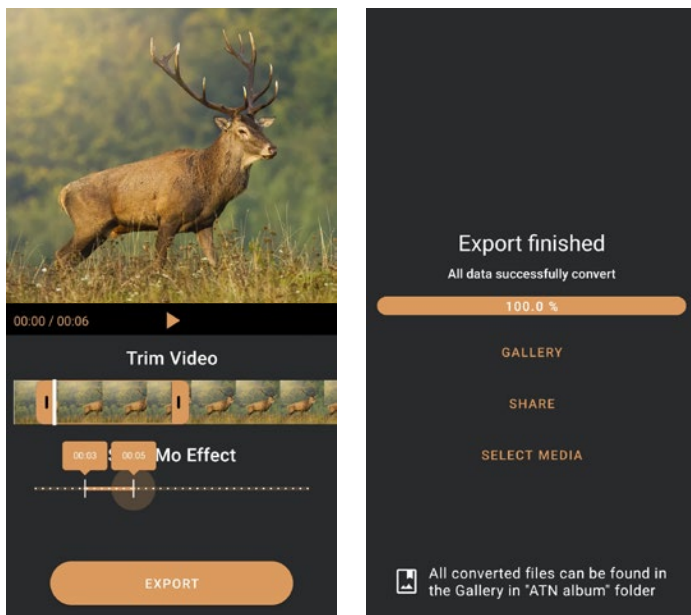 00:00 / 00:06
Trim Video
00:03
00:05
S
Mo Effect
EXPORT
Export finished
All data successfully convert
100.0 %
GALLERY
SHARE
SELECT MEDIA
All converted files can be found in
the Gallery in "ATN album" folder